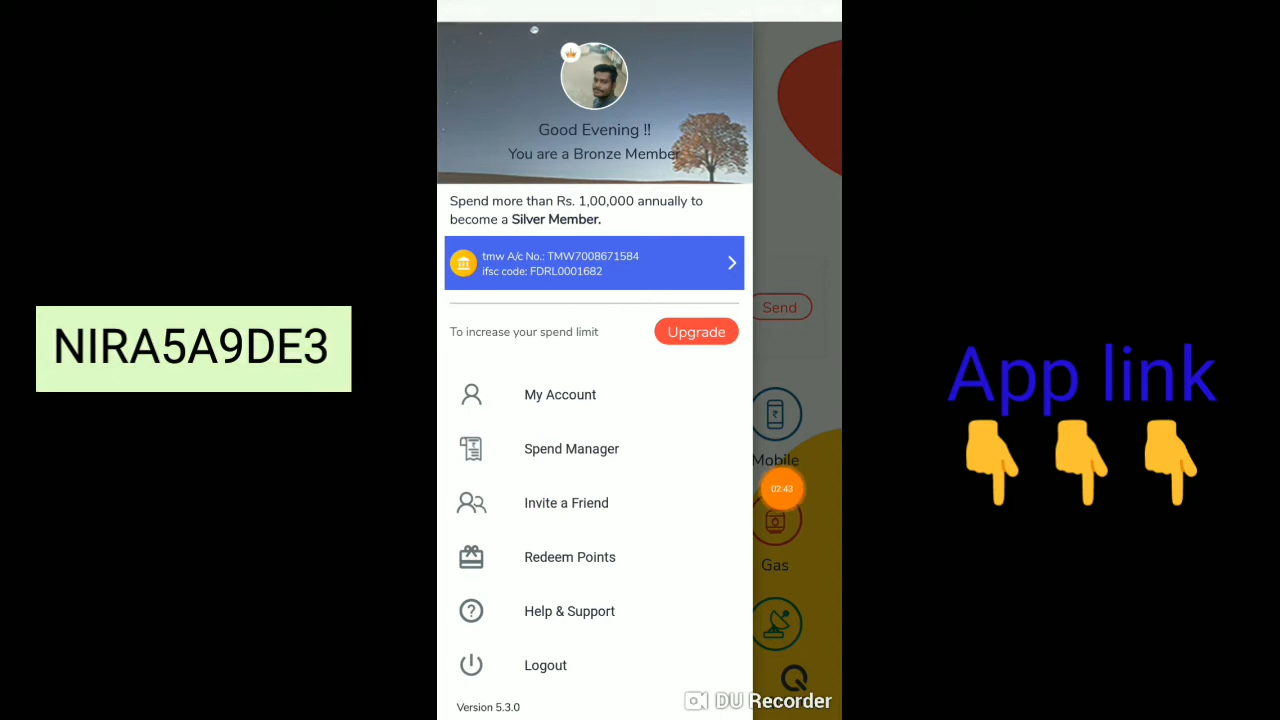 NIRA5A9DE3
Good Evening !!
You are a Bronze Member
Spend more than Rs. 1,00,000 annually to
become a Silver Member.
tmw A/c No.: TMW7008671584
ifsc code: FDRL0001682
To increase your spend limit
Upgrade
My Account
Spend Manager
Invite a Friend
Redeem Points
Help & Support
Logout
Version 5.3.0
Send
Mobile
02:43
Gas
DU Recorder
App link